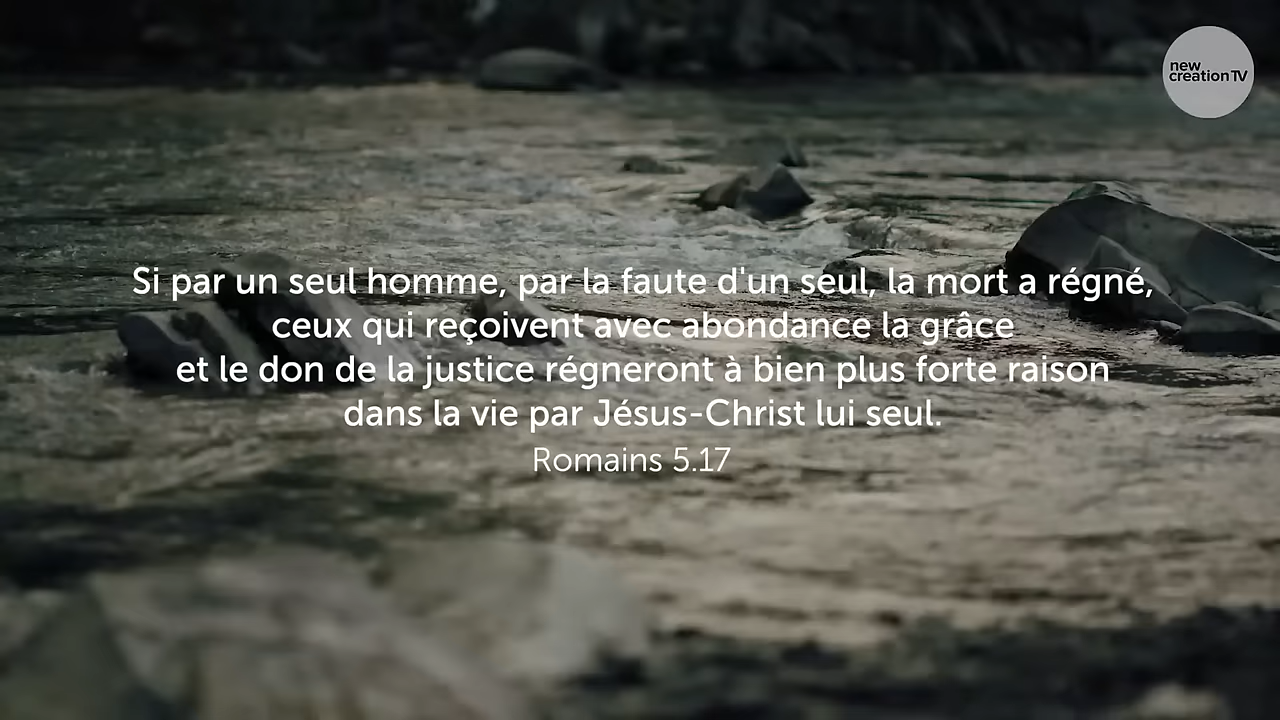 new
creation TV
Si par un seul homme, par la faute d'un seul, la mort a régné,
ceux qui reçoivent avec abondance la grâce
et le don de la justice régneront à bien plus forte raison
dans la vie par Jésus-Christ lui seul.
Romains 5.17